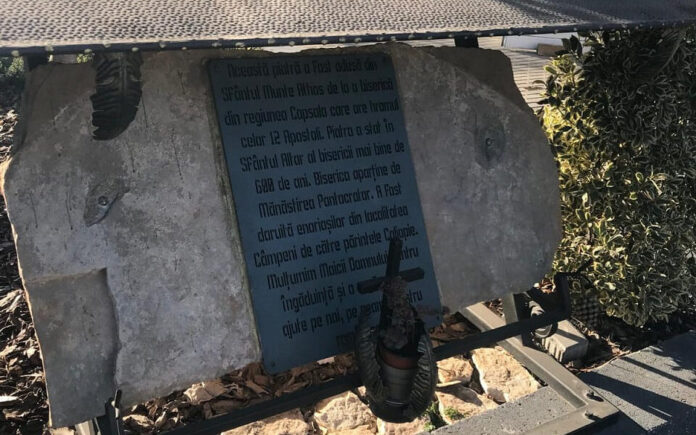 Această piatră a fost adusă din
Sfântul Munte Athos de la o biserică
din regiunea Capsala care are hramul
celor 12 Apostoli. Piatra a stat în
Sfântul Altar al bisericii mai bine de
600 de ani. Biserica aparține de
Mănăstirea Pantocrator. A fost
dăruită enoriașilor din localitatea
Câmpeni de către părintele
Mulțumim Maicii Domnului pentru
îngăduință și o
ajute pe noi, pe